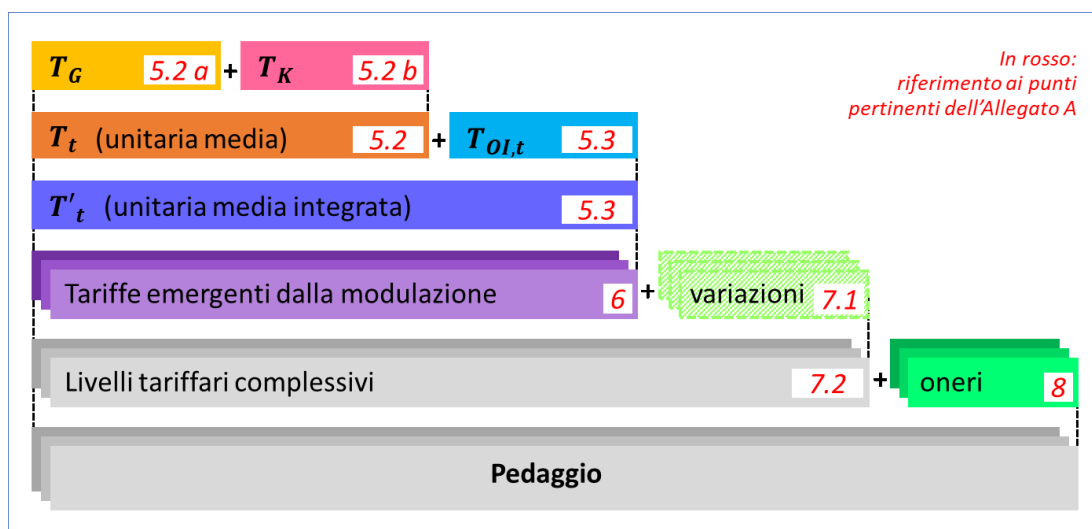 T_G 5.2 a + T_K 5.2 b
In rosso:
riferimento ai punti
pertinenti dell'Allegato A
T_t (unitaria media) 5.2 + T_{OI,t} 5.3
T'_t (unitaria media integrata) 5.3
Tariffe emergenti dalla modulazione 6 + variazioni 7.1
Livelli tariffari complessivi 7.2 + oneri 8
Pedaggio